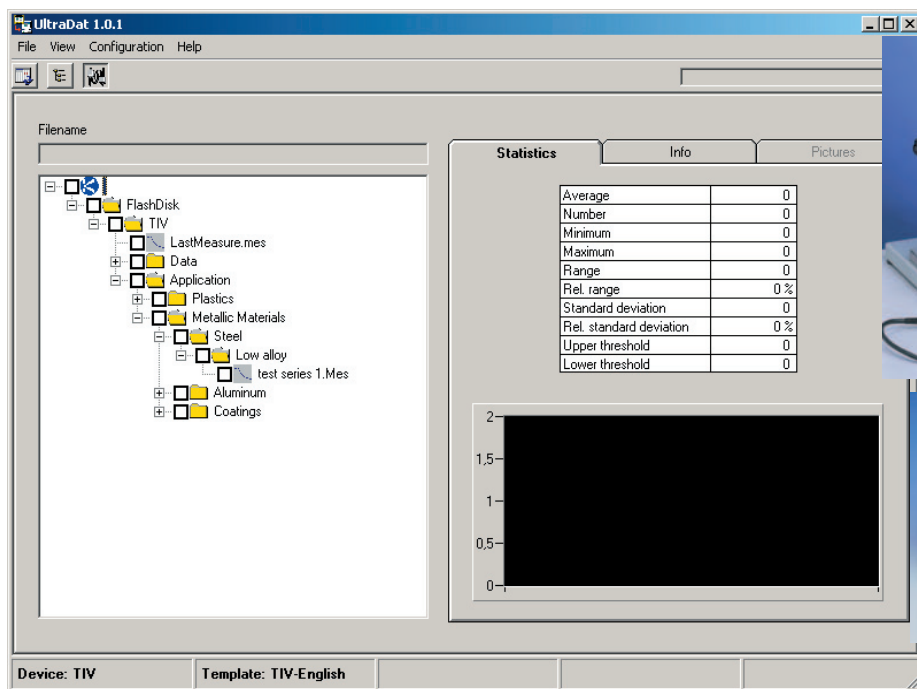 UltraDat 1.0.1
File View Configuration Help
Filename
FlashDisk
TIV
LastMeasure.mes
Data
Application
Plastics
Metallic Materials
Steel
Low alloy
test series 1.Mes
Aluminum
Coatings
Statistics Info Pictures
Average 0
Number 0
Minimum 0
Maximum 0
Range 0
Rel. range 0 %
Standard deviation 0
Rel. standard deviation 0 %
Upper threshold 0
Lower threshold 0
2
1,5
1
0,5
0
Device: TIV Template: TIV-English